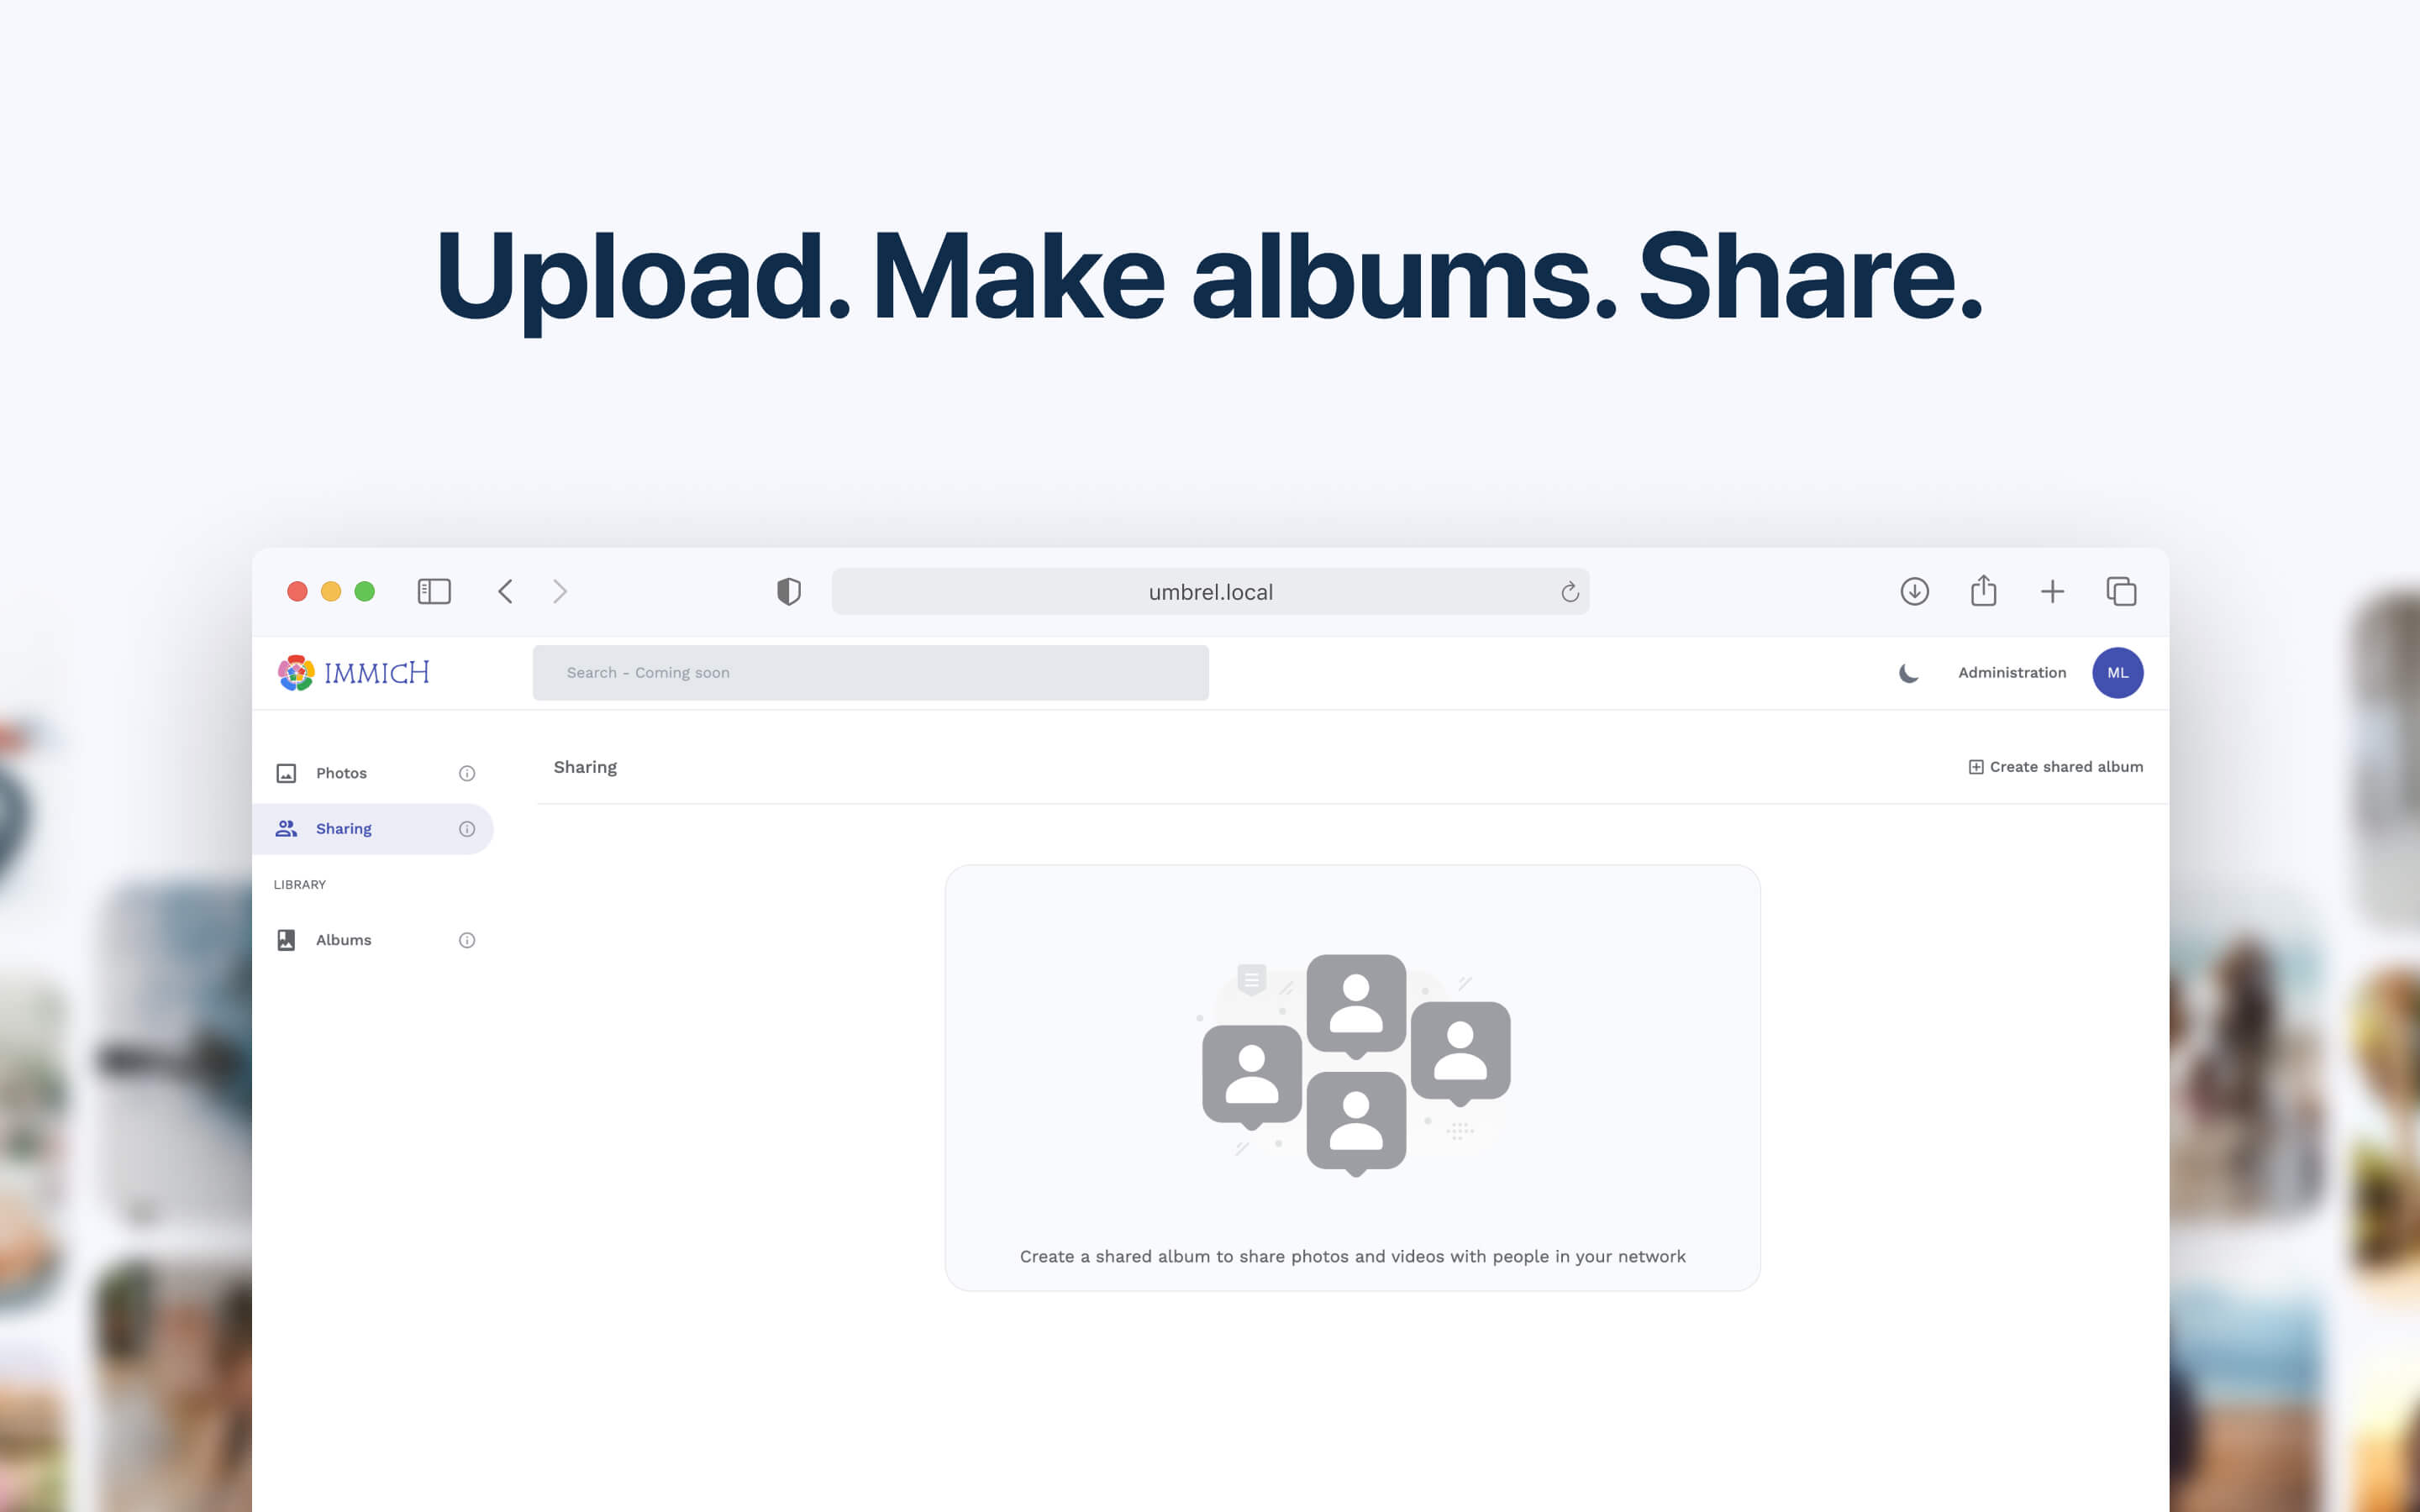 Upload. Make albums. Share.
umbrel.local
IMMICH
Search - Coming soon
Administration
ML
Photos
Sharing
LIBRARY
Albums
Sharing
Create shared album
Create a shared album to share photos and videos with people in your network